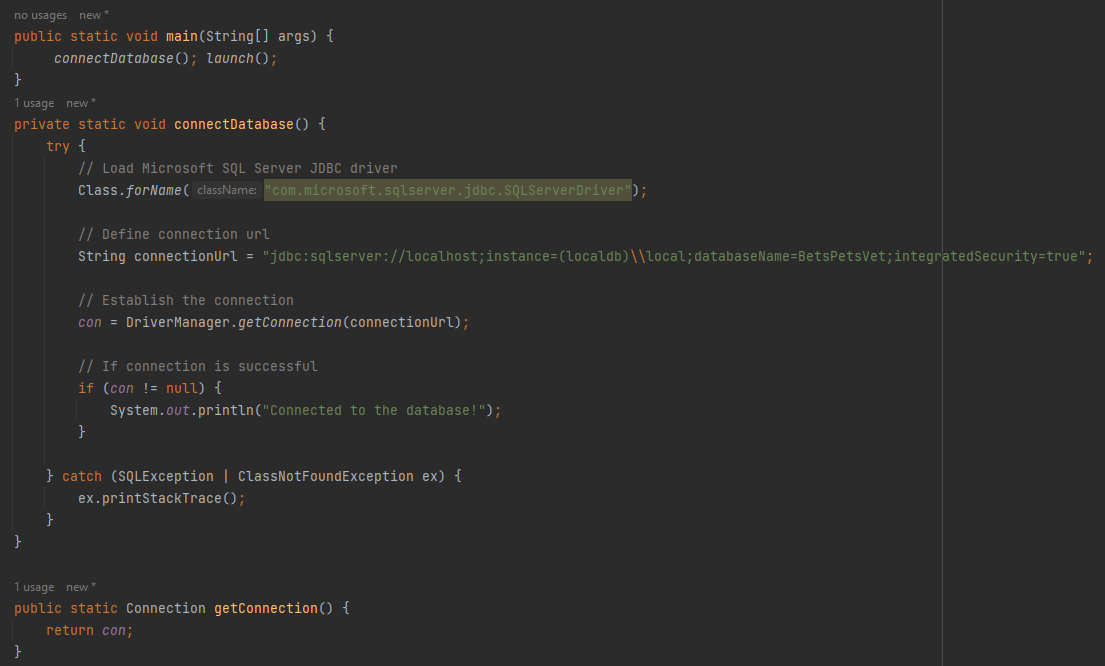 no usages   new *
public static void main(String[] args) {
     connectDatabase(); launch();
}
1 usage   new *
private static void connectDatabase() {
    try {
        // Load Microsoft SQL Server JDBC driver
        Class.forName( className: "com.microsoft.sqlserver.jdbc.SQLServerDriver");
        // Define connection url
        String connectionUrl = "jdbc:sqlserver://localhost;instance=(localdb)\\local;databaseName=BetsPetsVet;integratedSecurity=true";
        // Establish the connection
        con = DriverManager.getConnection(connectionUrl);
        // If connection is successful
        if (con != null) {
            System.out.println("Connected to the database!");
        }
    } catch (SQLException | ClassNotFoundException ex) {
        ex.printStackTrace();
    }
}
1 usage   new *
public static Connection getConnection() {
    return con;
}